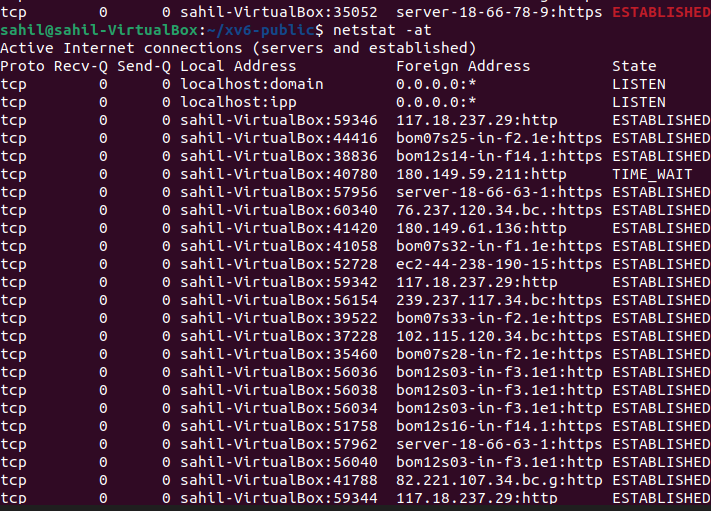 tcp        0      0 sahil-VirtualBox:35052  server-18-66-78-9:https ESTABLISHED
sahil@sahil-VirtualBox:~/xv6-public$ netstat -at
Active Internet connections (servers and established)
Proto Recv-Q Send-Q Local Address           Foreign Address         State
tcp        0      0 localhost:domain        0.0.0.0:*               LISTEN
tcp        0      0 localhost:ipp           0.0.0.0:*               LISTEN
tcp        0      0 sahil-VirtualBox:59346  117.18.237.29:http      ESTABLISHED
tcp        0      0 sahil-VirtualBox:44416  bom07s25-in-f2.1e:https ESTABLISHED
tcp        0      0 sahil-VirtualBox:38836  bom12s14-in-f14.1:https ESTABLISHED
tcp        0      0 sahil-VirtualBox:40780  180.149.59.211:http     TIME_WAIT
tcp        0      0 sahil-VirtualBox:57956  server-18-66-63-1:https ESTABLISHED
tcp        0      0 sahil-VirtualBox:60340  76.237.120.34.bc.:https ESTABLISHED
tcp        0      0 sahil-VirtualBox:41420  180.149.61.136:http     ESTABLISHED
tcp        0      0 sahil-VirtualBox:41058  bom07s32-in-f1.1e:https ESTABLISHED
tcp        0      0 sahil-VirtualBox:52728  ec2-44-238-190-15:https ESTABLISHED
tcp        0      0 sahil-VirtualBox:59342  117.18.237.29:http      ESTABLISHED
tcp        0      0 sahil-VirtualBox:56154  239.237.117.34.bc:https ESTABLISHED
tcp        0      0 sahil-VirtualBox:39522  bom07s33-in-f2.1e:https ESTABLISHED
tcp        0      0 sahil-VirtualBox:37228  102.115.120.34.bc:https ESTABLISHED
tcp        0      0 sahil-VirtualBox:35460  bom07s28-in-f2.1e:https ESTABLISHED
tcp        0      0 sahil-VirtualBox:56036  bom12s03-in-f3.1e1:http ESTABLISHED
tcp        0      0 sahil-VirtualBox:56038  bom12s03-in-f3.1e1:http ESTABLISHED
tcp        0      0 sahil-VirtualBox:56034  bom12s03-in-f3.1e1:http ESTABLISHED
tcp        0      0 sahil-VirtualBox:51758  bom12s16-in-f14.1:https ESTABLISHED
tcp        0      0 sahil-VirtualBox:57962  server-18-66-63-1:https ESTABLISHED
tcp        0      0 sahil-VirtualBox:56040  bom12s03-in-f3.1e1:http ESTABLISHED
tcp        0      0 sahil-VirtualBox:41788  82.221.107.34.bc.g:http ESTABLISHED
tcp        0      0 sahil-VirtualBox:59344  117.18.237.29:http      ESTABLISHED